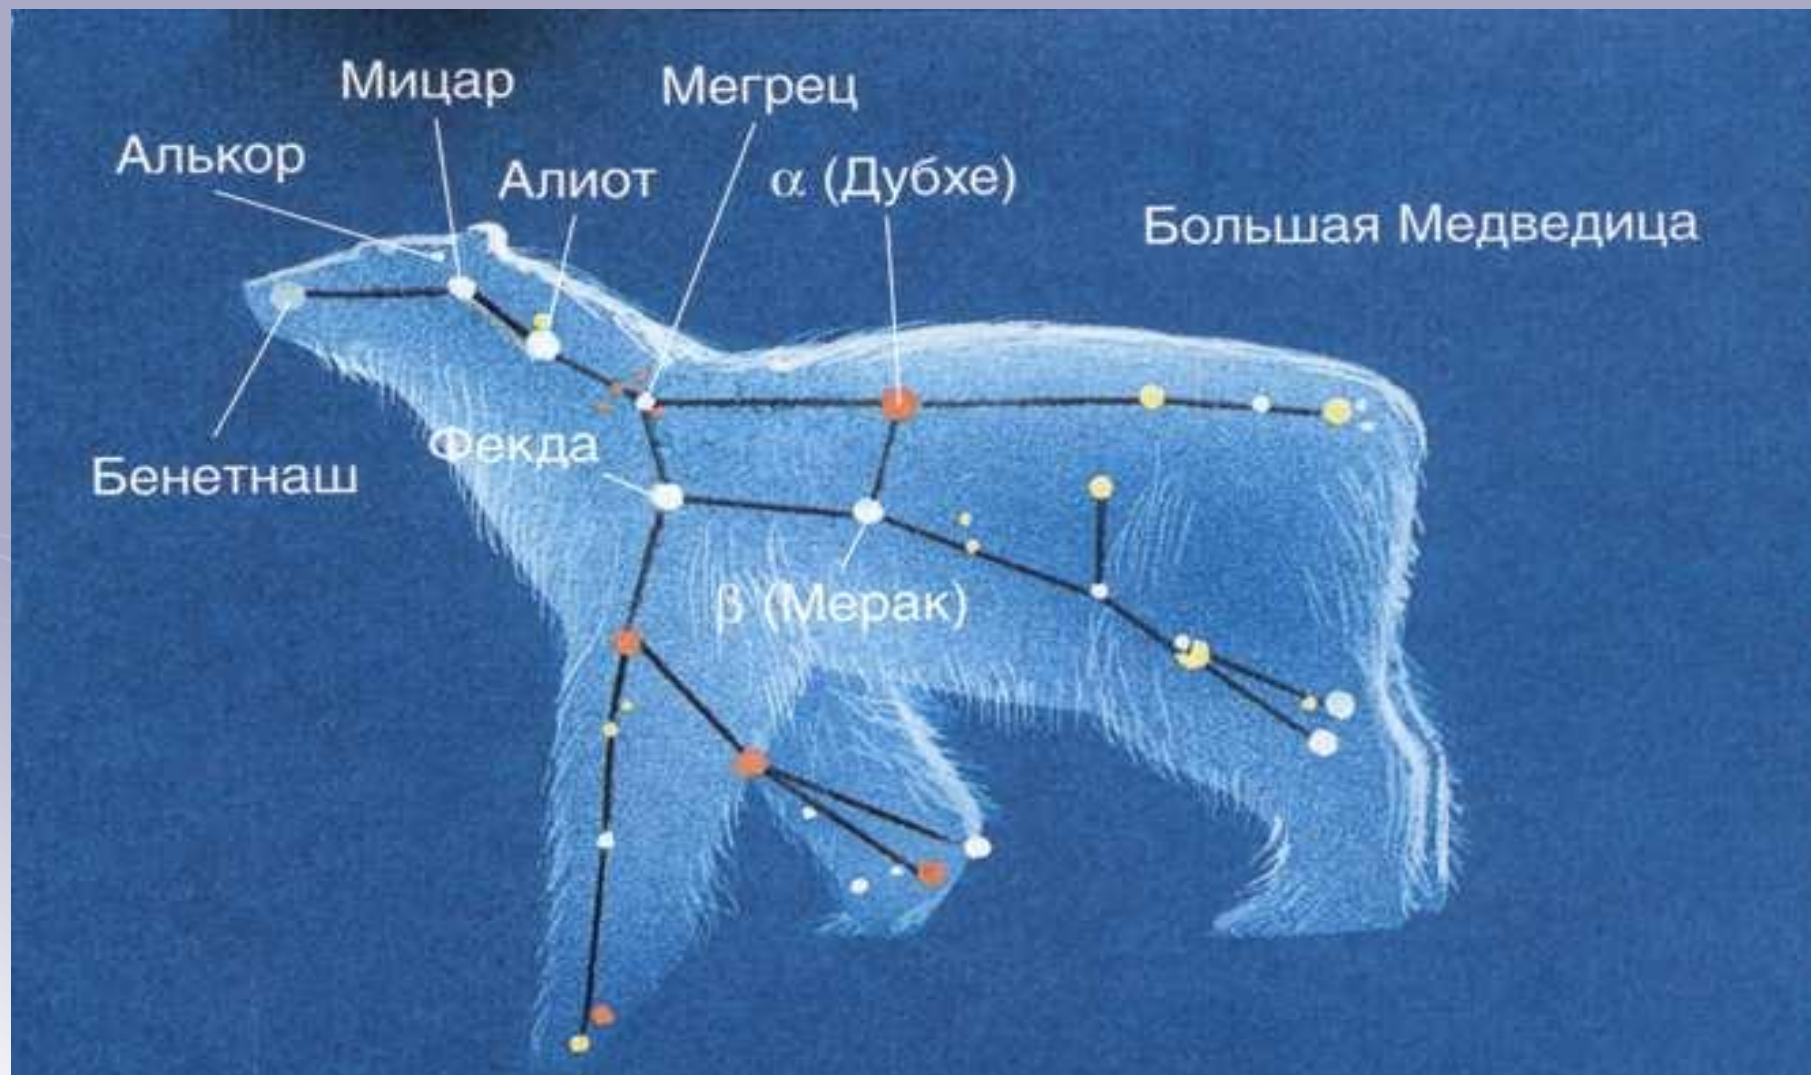 Мицар
Мегрец
Алькор
Алиот
α (Дубхе)
Большая Медведица
Фекда
Бенетнаш
β (Мерак)